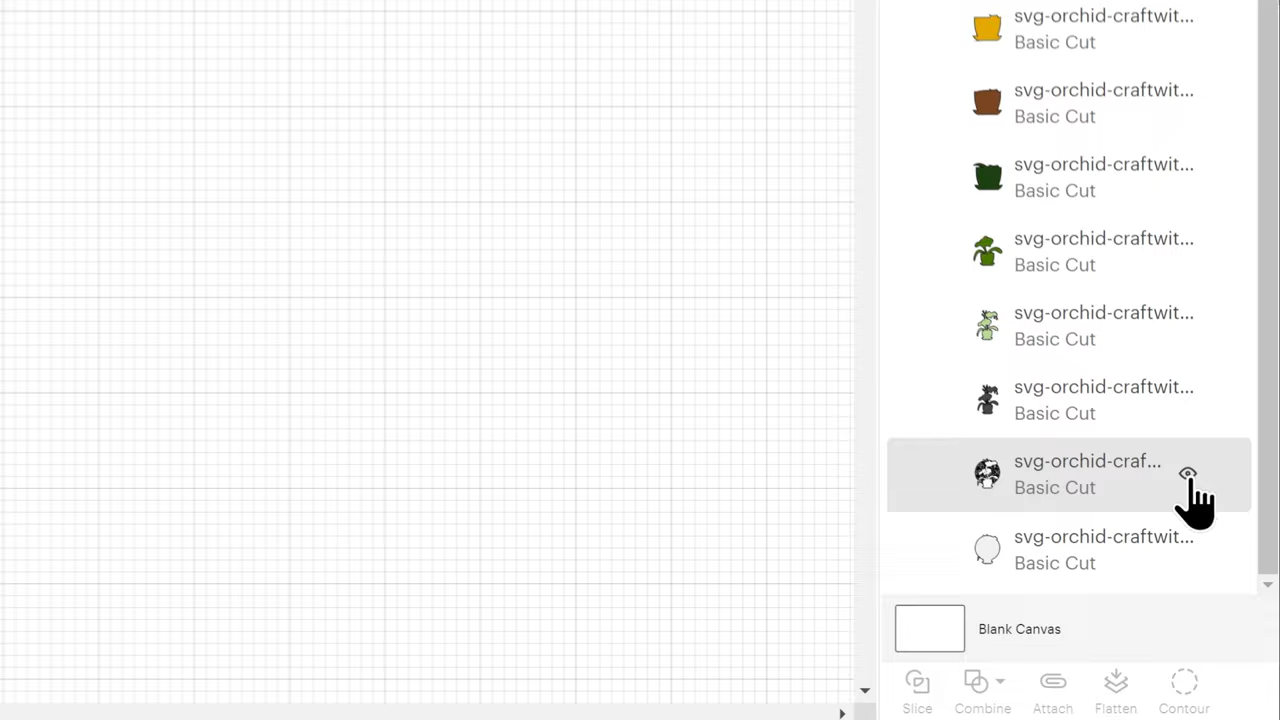 svg-orchid-craftwit...
Basic Cut
svg-orchid-craftwit...
Basic Cut
svg-orchid-craftwit...
Basic Cut
svg-orchid-craftwit...
Basic Cut
svg-orchid-craftwit...
Basic Cut
svg-orchid-craftwit...
Basic Cut
svg-orchid-craf...
Basic Cut
svg-orchid-craftwit...
Basic Cut
Blank Canvas
Slice Combine Attach Flatten Contour